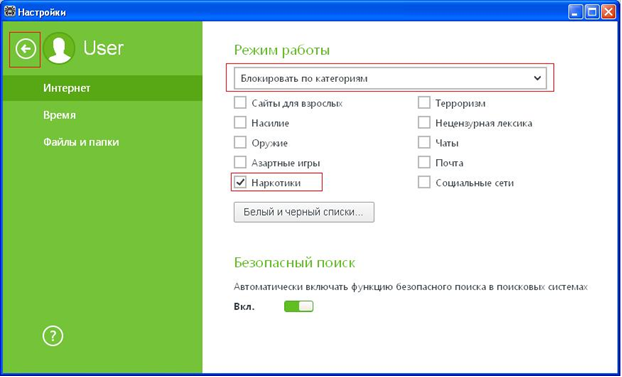 Настройки
User
Интернет
Время
Файлы и папки
?
Режим работы
Блокировать по категориям
Сайты для взрослых
Терроризм
Насилие
Нецензурная лексика
Оружие
Чаты
Азартные игры
Почта
Наркотики
Социальные сети
Белый и черный списки...
Безопасный поиск
Автоматически включать функцию безопасного поиска в поисковых системах
Вкл.